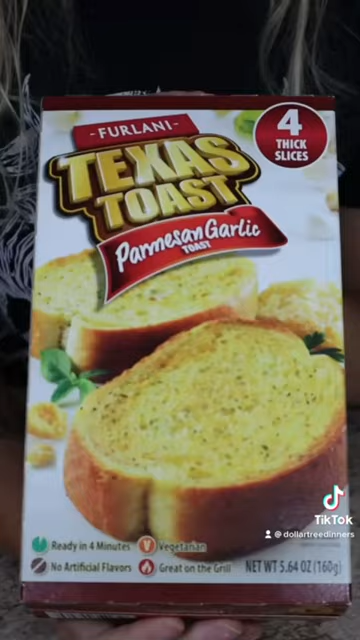 -FURLANI-
TEXAS
TOAST
Parmesan Garlic
TOAST
4
THICK
SLICES
Ready in 4 Minutes
V Vegetarian
No Artificial Flavors
Great on the Grill
NET WT 5.64 OZ (160g)
TikTok
@dollartreedinners